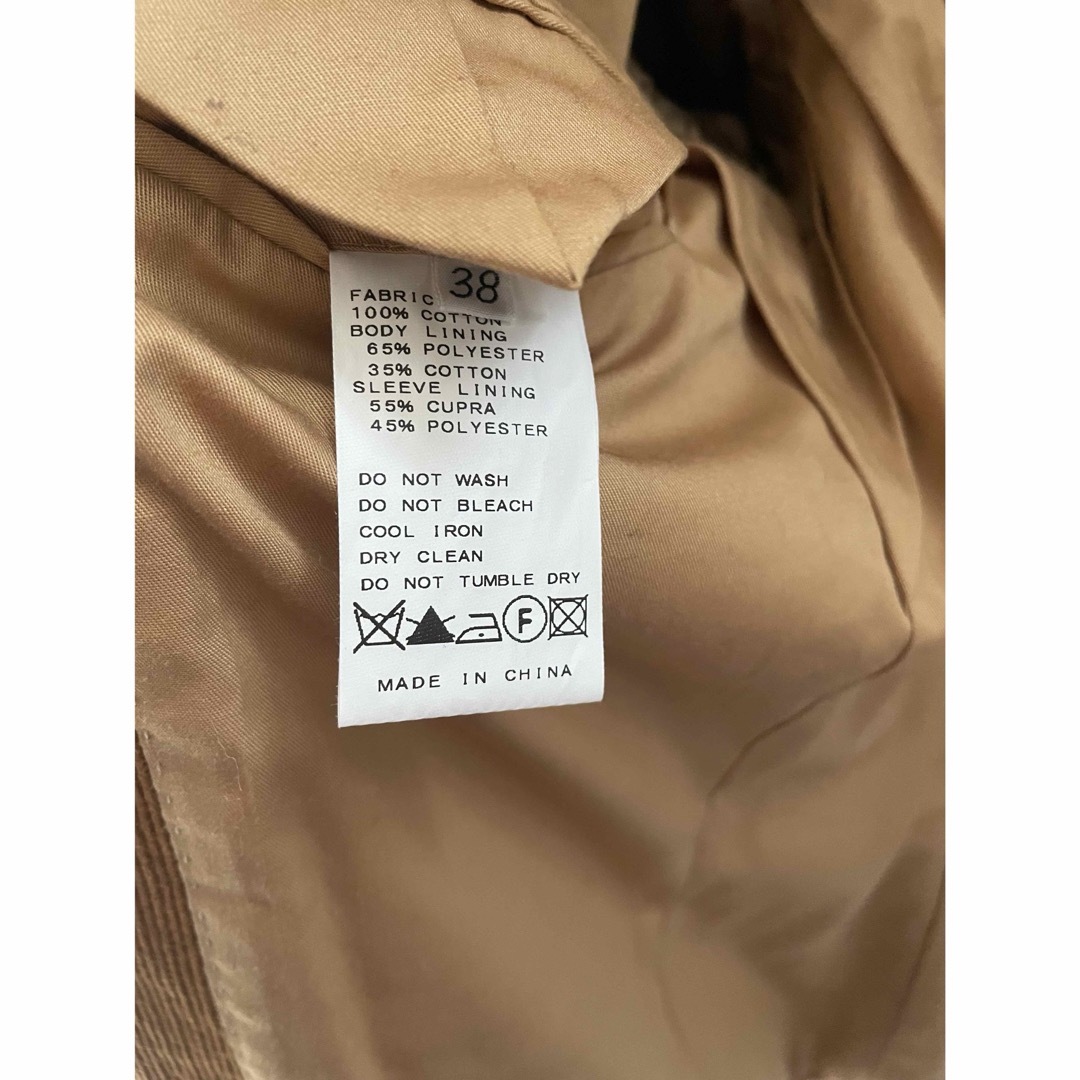 38
FABRIC
100% COTTON
BODY LINING
65% POLYESTER
35% COTTON
SLEEVE LINING
55% CUPRA
45% POLYESTER
DO NOT WASH
DO NOT BLEACH
COOL IRON
DRY CLEAN
DO NOT TUMBLE DRY
F
MADE IN CHINA